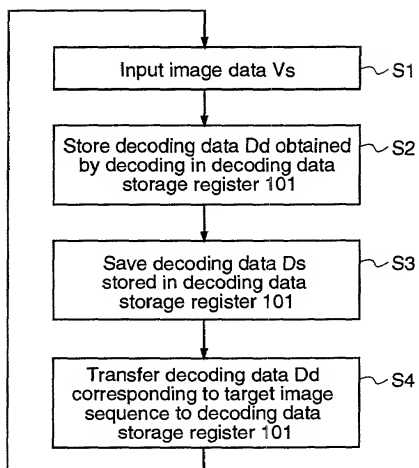 Input image data Vs
S1
Store decoding data Dd obtained
by decoding in decoding data
storage register 101
S2
Save decoding data Ds
stored in decoding data
storage register 101
S3
Transfer decoding data Dd
corresponding to target image
sequence to decoding data
storage register 101
S4